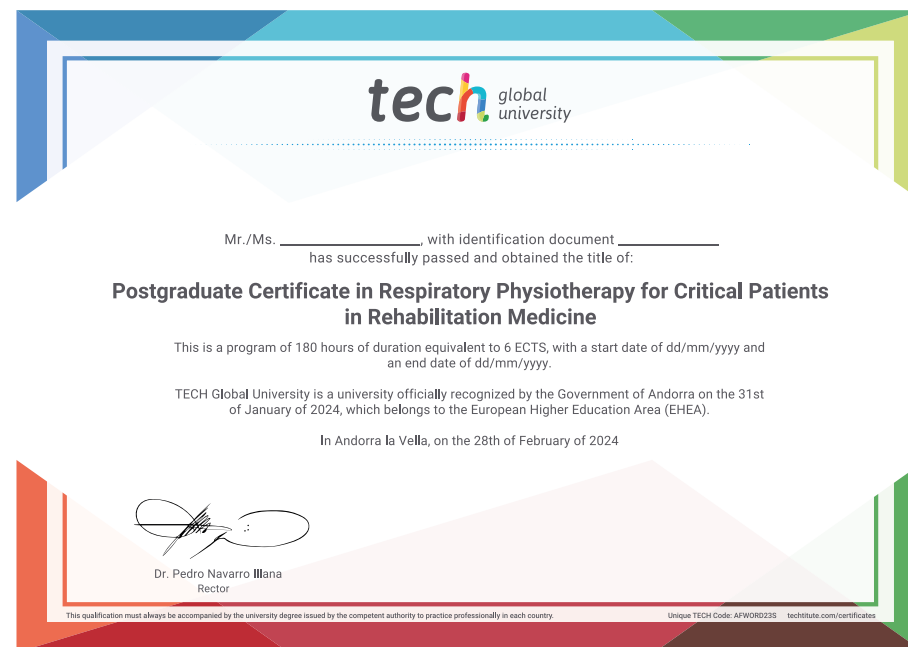 tech global
university
Mr./Ms. ____________________, with identification document ______________
has successfully passed and obtained the title of:
Postgraduate Certificate in Respiratory Physiotherapy for Critical Patients
in Rehabilitation Medicine
This is a program of 180 hours of duration equivalent to 6 ECTS, with a start date of dd/mm/yyyy and
an end date of dd/mm/yyyy.
TECH Global University is a university officially recognized by the Government of Andorra on the 31st
of January of 2024, which belongs to the European Higher Education Area (EHEA).
In Andorra la Vella, on the 28th of February of 2024
Dr. Pedro Navarro Illana
Rector
This qualification must always be accompanied by the university degree issued by the competent authority to practice professionally in each country. Unique TECH Code: AFWORD23S techtitute.com/certificates